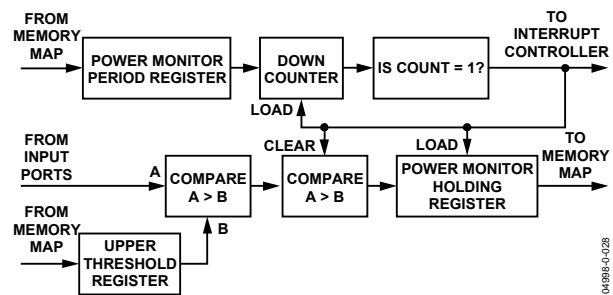 FROM
MEMORY
MAP
POWER MONITOR
PERIOD REGISTER
DOWN
COUNTER
IS COUNT = 1?
TO
INTERRUPT
CONTROLLER
LOAD
FROM
INPUT
PORTS
A
COMPARE
A > B
B
CLEAR
COMPARE
A > B
LOAD
POWER MONITOR
HOLDING
REGISTER
TO
MEMORY
MAP
FROM
MEMORY
MAP
UPPER
THRESHOLD
REGISTER
04998-0-028